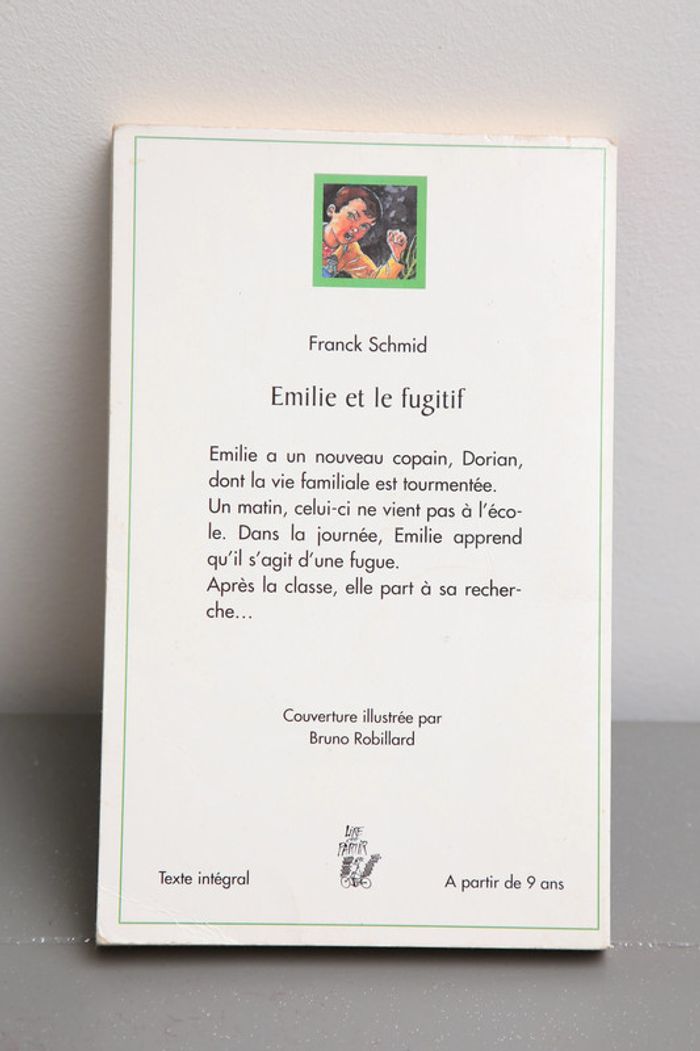 Franck Schmid
Emilie et le fugitif
Emilie a un nouveau copain, Dorian,
dont la vie familiale est tourmentée.
Un matin, celui-ci ne vient pas à l'éco-
le. Dans la journée, Emilie apprend
qu'il s'agit d'une fugue.
Après la classe, elle part à sa recher-
che...
Couverture illustrée par
Bruno Robillard
LIRE
PARTIR
Texte intégral
A partir de 9 ans